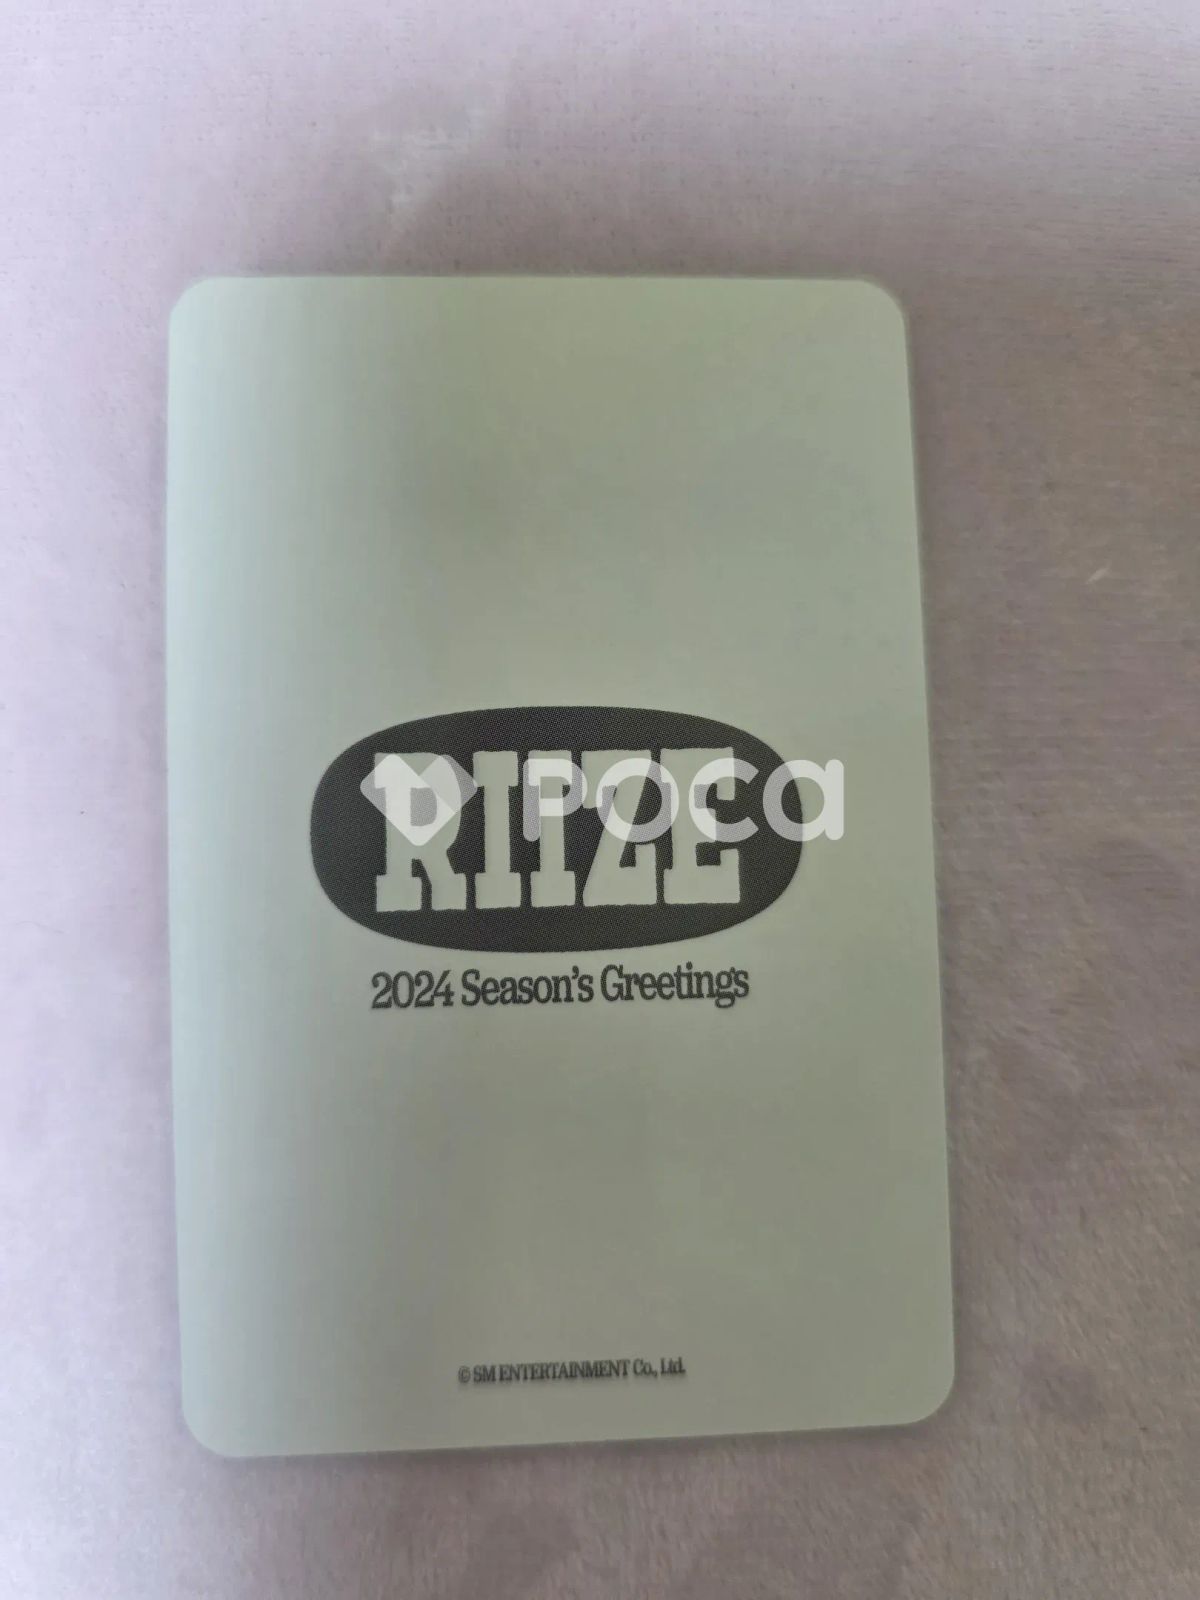 RIIZE
Poca
2024 Season's Greetings
© SM ENTERTAINMENT Co., Ltd.